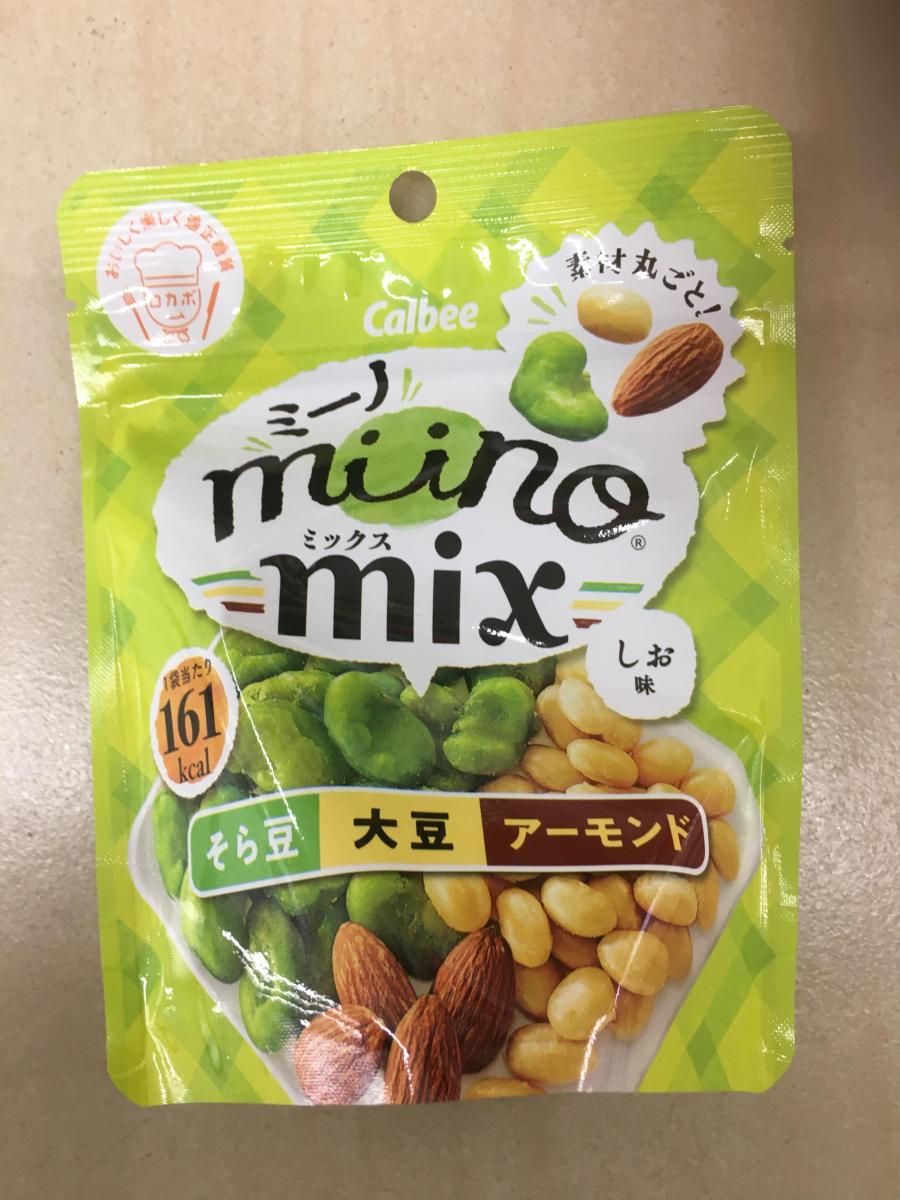 おいしく楽しく適正糖質
ロカボ
Calbee
素材丸ごと!
ミーノ
miino
®
ミックス
mix
しお
味
1袋当たり
161
kcal
そら豆 大豆 アーモンド